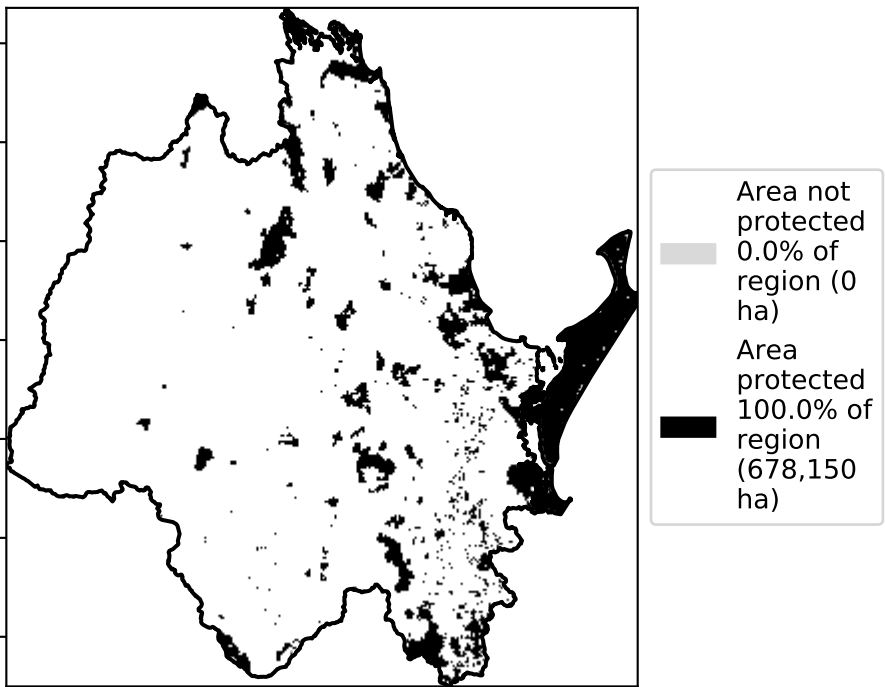 Area not
protected
0.0% of
region (0
ha)
Area
protected
100.0% of
region
(678,150
ha)